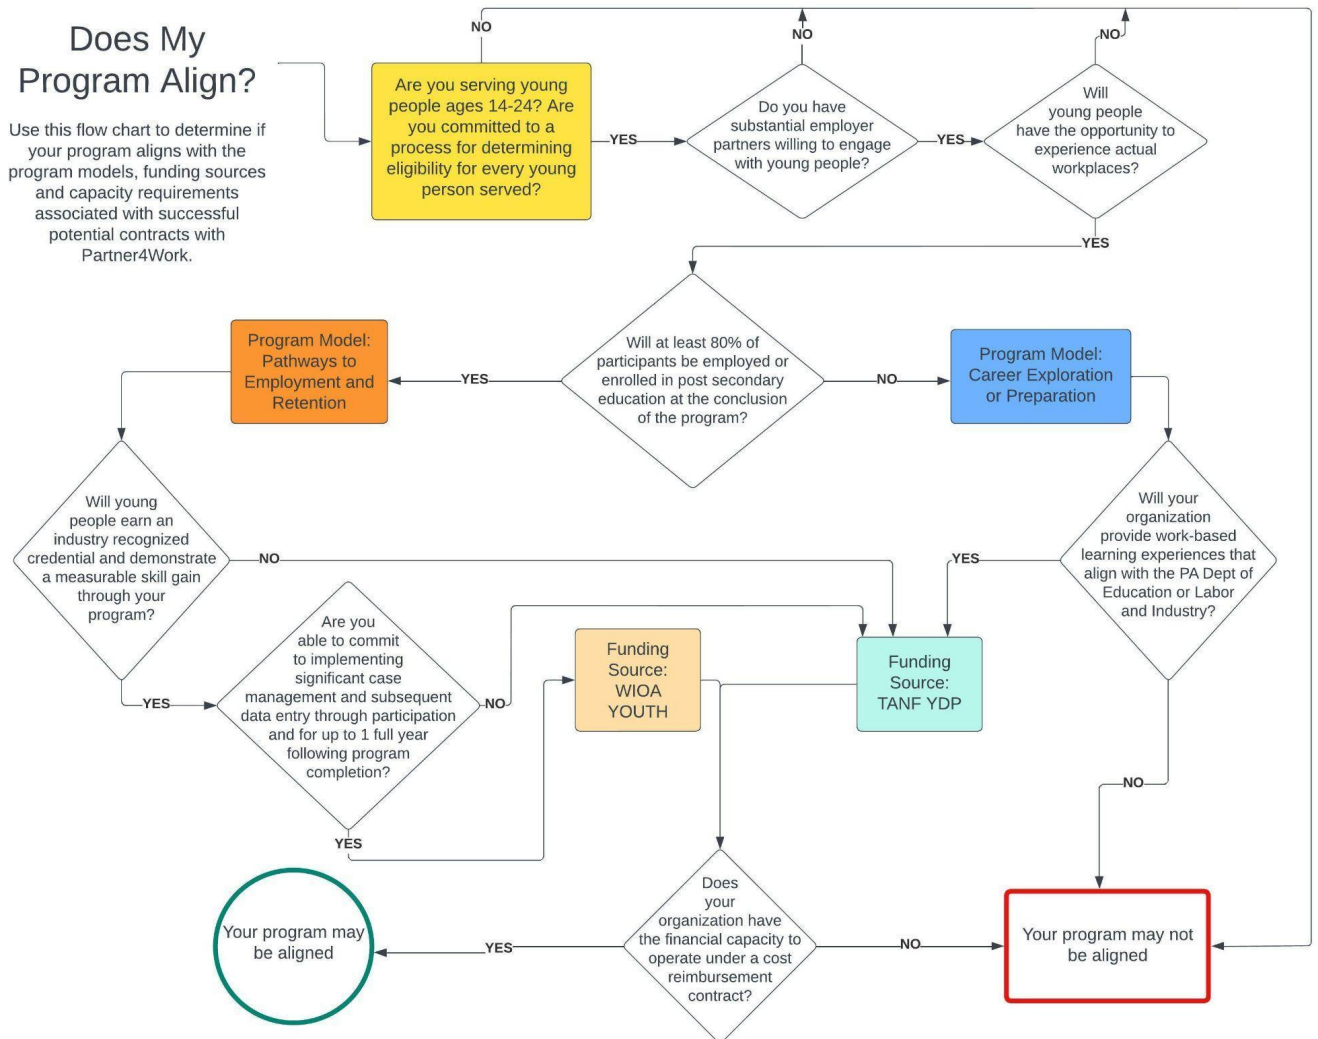 Does My
Program Align?
Use this flow chart to determine if
your program aligns with the
program models, funding sources
and capacity requirements
associated with successful
potential contracts with
Partner4Work.
NO
NO
NO
Are you serving young
people ages 14-24? Are
you committed to a
process for determining
eligibility for every young
person served?
YES
Do you have
substantial employer
partners willing to engage
with young people?
YES
Will
young people
have the opportunity to
experience actual
workplaces?
YES
Program Model:
Pathways to
Employment and
Retention
YES
Will at least 80% of
participants be employed or
enrolled in post secondary
education at the conclusion
of the program?
NO
Program Model:
Career Exploration
or Preparation
Will young
people earn an
industry recognized
credential and demonstrate
a measurable skill gain
through your
program?
NO
YES
Will your
organization
provide work-based
learning experiences that
align with the PA Dept of
Education or Labor
and Industry?
YES
Are you
able to commit
to implementing
significant case
management and subsequent
data entry through participation
and for up to 1 full year
following program
completion?
NO
Funding
Source:
WIOA
YOUTH
Funding
Source:
TANF YDP
NO
YES
Your program may
be aligned
YES
Does
your
organization have
the financial capacity to
operate under a cost
reimbursement
contract?
NO
Your program may not
be aligned